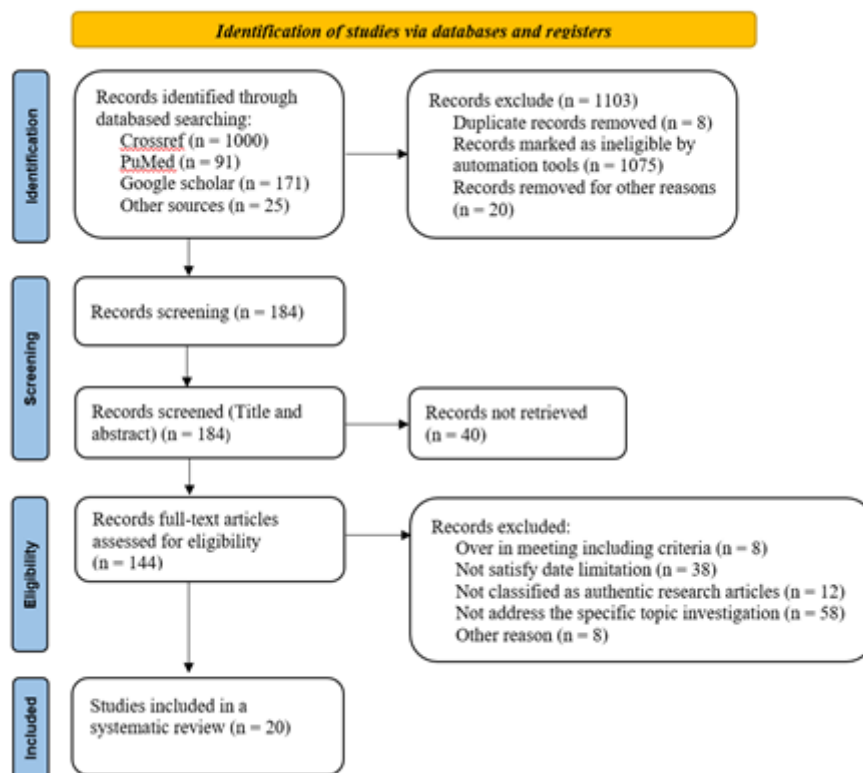 Identification of studies via databases and registers
Identification
Records identified through
databased searching:
Crossref (n = 1000)
PuMed (n = 91)
Google scholar (n = 171)
Other sources (n = 25)
Records exclude (n = 1103)
Duplicate records removed (n = 8)
Records marked as ineligible by
automation tools (n = 1075)
Records removed for other reasons
(n = 20)
Screening
Records screening (n = 184)
Records screened (Title and
abstract) (n = 184)
Records not retrieved
(n = 40)
Eligibility
Records full-text articles
assessed for eligibility
(n = 144)
Records excluded:
Over in meeting including criteria (n = 8)
Not satisfy date limitation (n = 38)
Not classified as authentic research articles (n = 12)
Not address the specific topic investigation (n = 58)
Other reason (n = 8)
Included
Studies included in a
systematic review (n = 20)